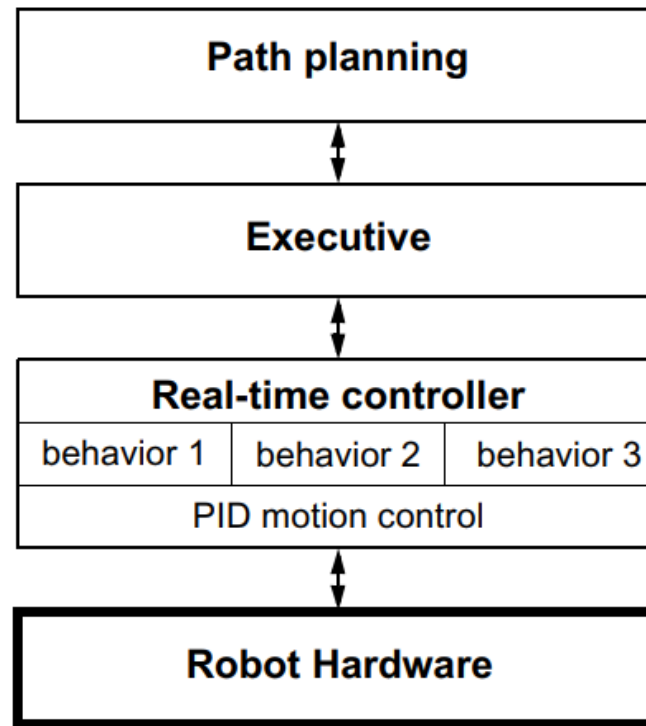 Path planning
Executive
Real-time controller
behavior 1 behavior 2 behavior 3
PID motion control
Robot Hardware